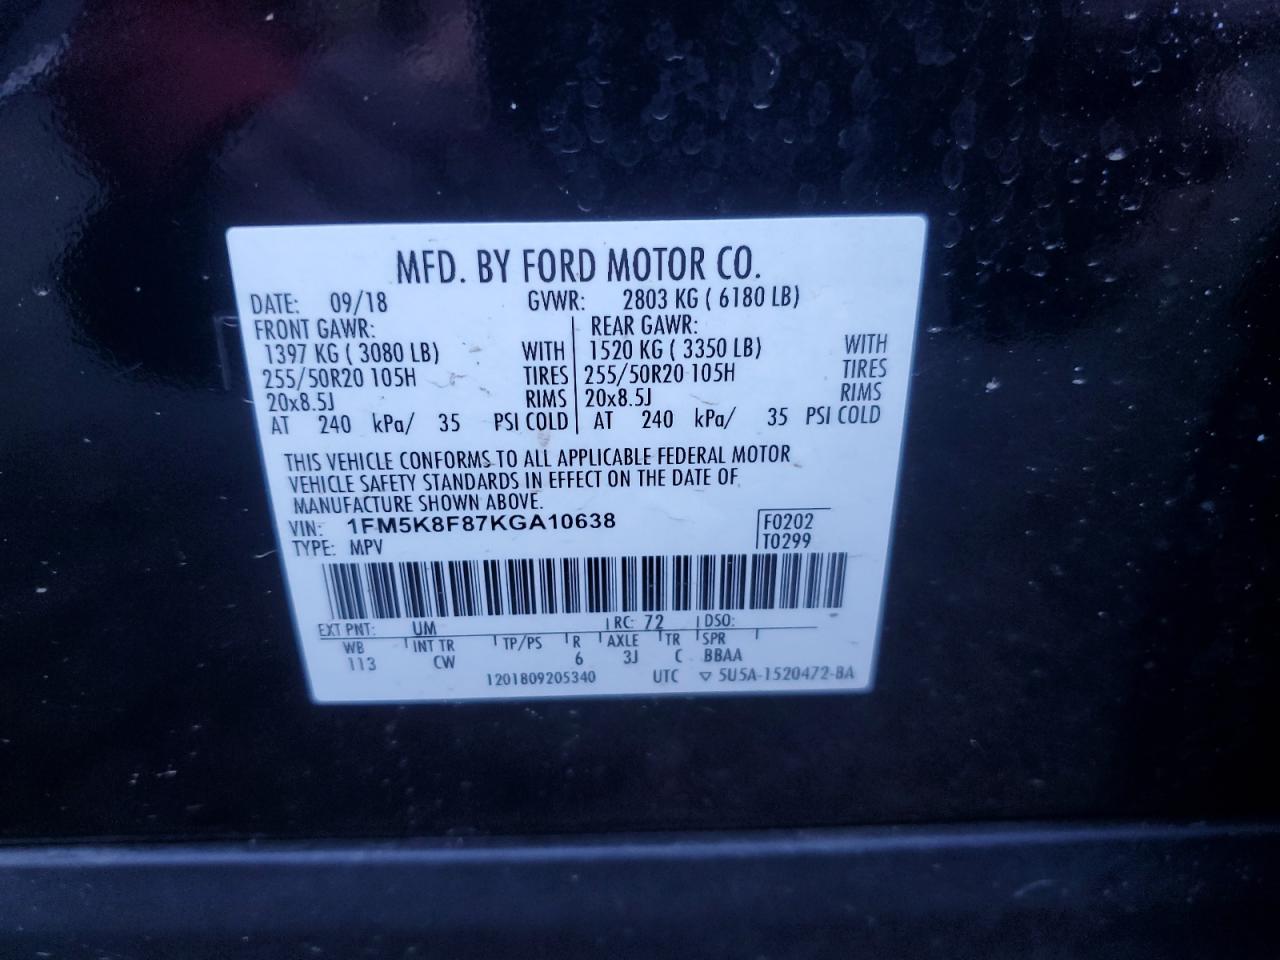 MFD. BY FORD MOTOR CO.
DATE: 09/18 GVWR: 2803 KG ( 6180 LB)
FRONT GAWR: REAR GAWR:
1397 KG ( 3080 LB) WITH 1520 KG ( 3350 LB) WITH
255/50R20 105H TIRES 255/50R20 105H TIRES
20x8.5J RIMS 20x8.5J RIMS
AT 240 kPa/ 35 PSI COLD AT 240 kPa/ 35 PSI COLD
THIS VEHICLE CONFORMS TO ALL APPLICABLE FEDERAL MOTOR
VEHICLE SAFETY STANDARDS IN EFFECT ON THE DATE OF
MANUFACTURE SHOWN ABOVE.
VIN: 1FM5K8F87KGA10638 F0202
TYPE: MPV T0299
EXT PNT: UM RC: 72 DSO:
WB INT TR TP/PS R AXLE TR SPR
113 CW 6 3J C BBAA
1201809205340 UTC ▽ 5U5A-1520472-BA